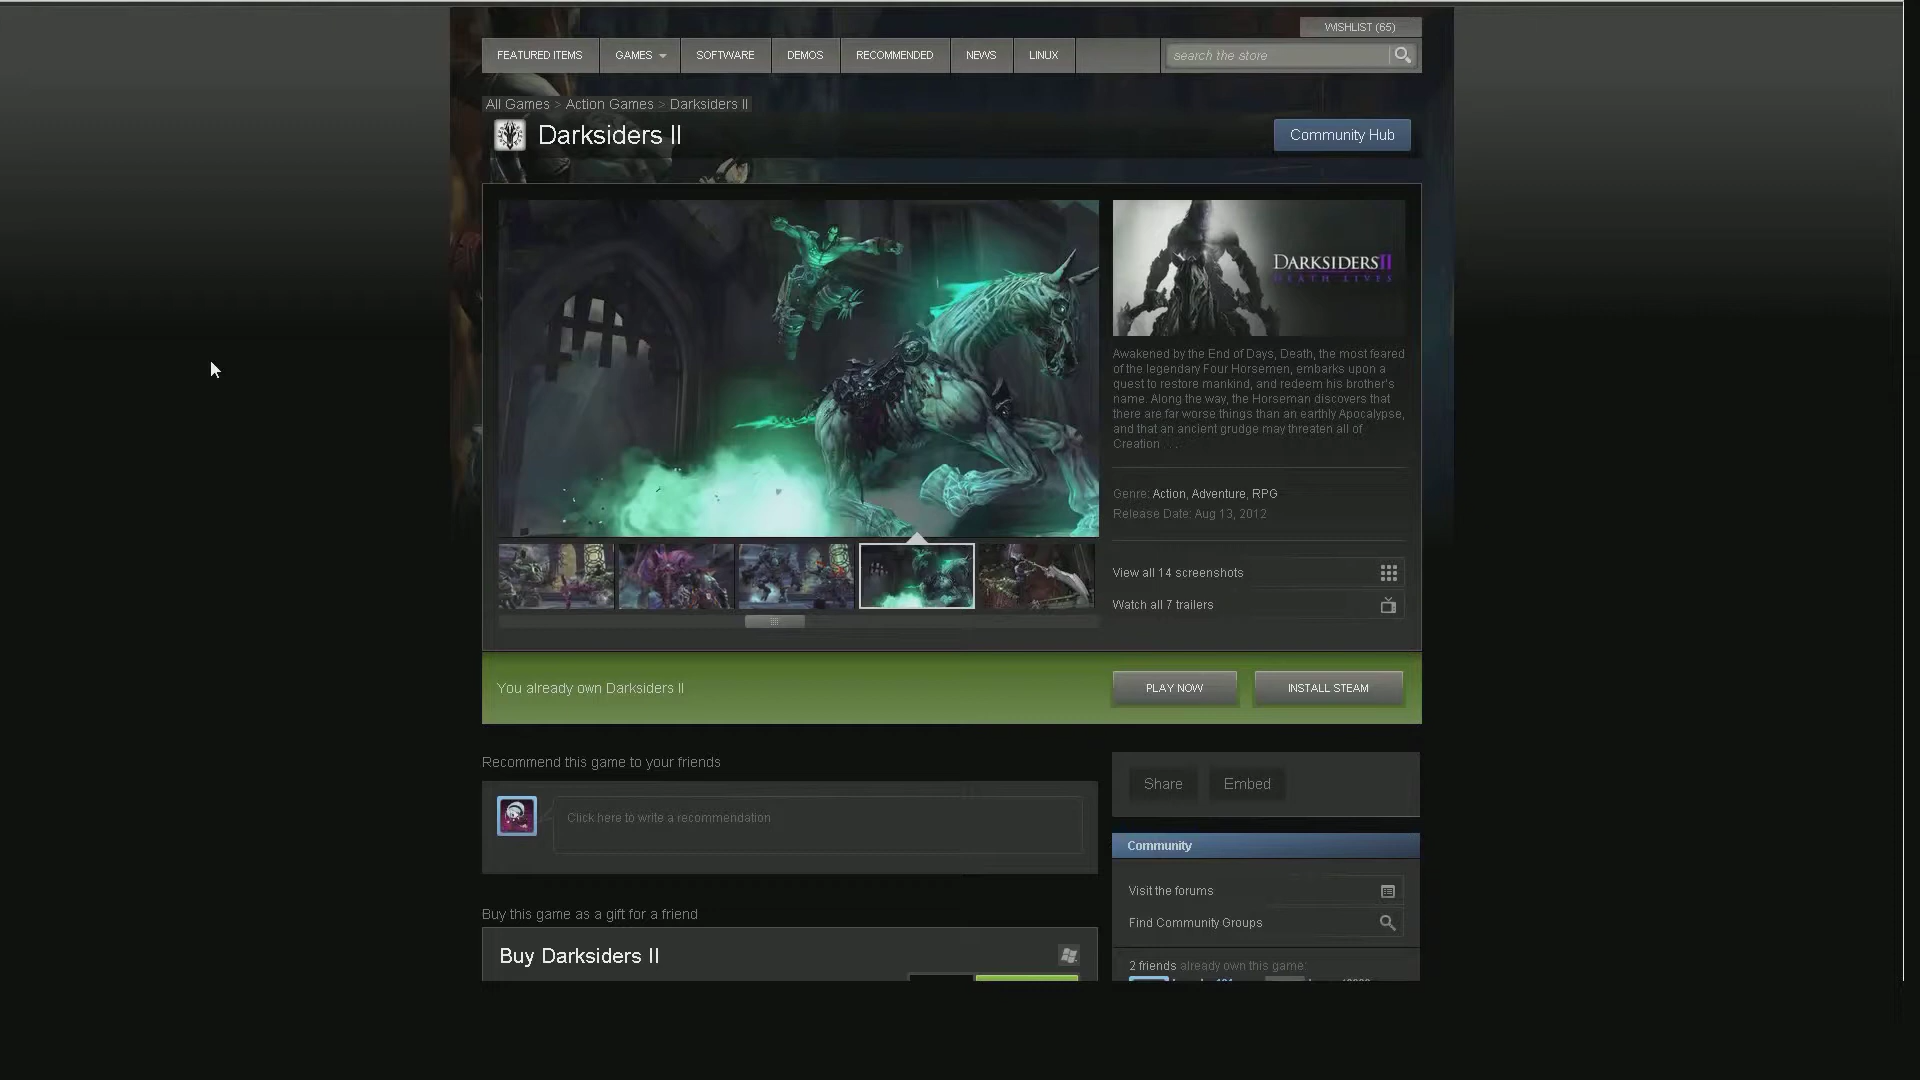 WISHLIST (65)
FEATURED ITEMS GAMES SOFTWARE DEMOS RECOMMENDED NEWS LINUX search the store
All Games > Action Games > Darksiders II
Darksiders II
Community Hub
DARKSIDERS II
DEATH LIVES
Awakened by the End of Days, Death, the most feared
of the legendary Four Horsemen, embarks upon a
quest to restore mankind, and redeem his brother's
name. Along the way, the Horseman discovers that
there are far worse things than an earthly Apocalypse,
and that an ancient grudge may threaten all of
Creation . . .
Genre: Action, Adventure, RPG
Release Date: Aug 13, 2012
View all 14 screenshots
Watch all 7 trailers
You already own Darksiders II
PLAY NOW
INSTALL STEAM
Recommend this game to your friends
Click here to write a recommendation
Share
Embed
Community
Visit the forums
Find Community Groups
Buy this game as a gift for a friend
Buy Darksiders II
2 friends already own this game: